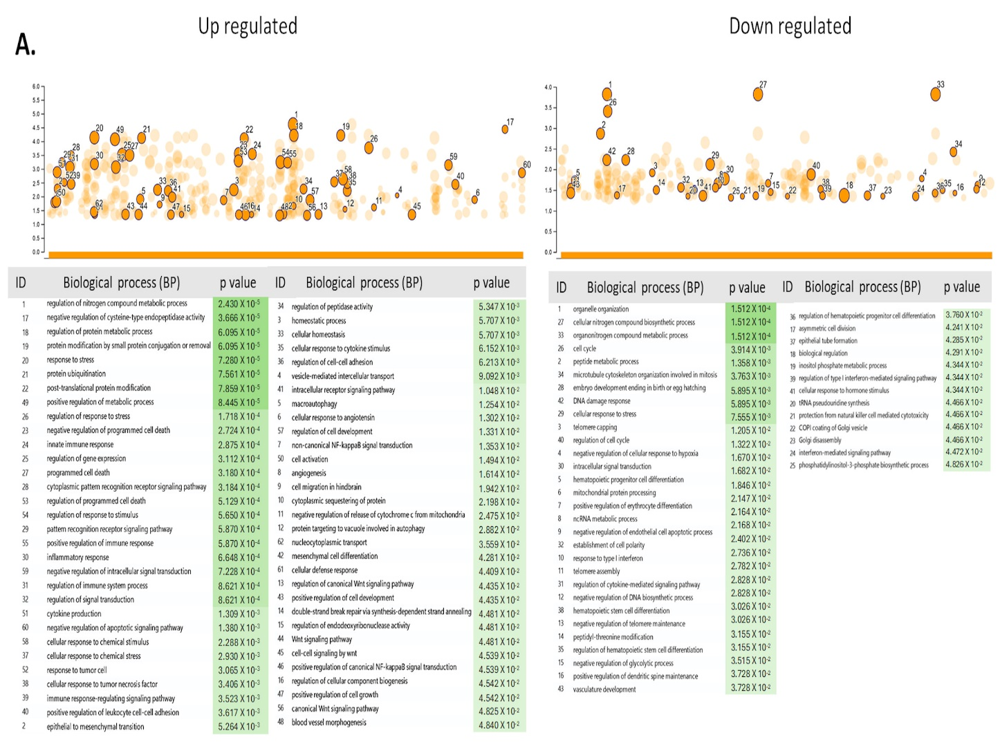 Up regulated
Down regulated
A.
6.0
5.5
5.0
4.5
4.0
3.5
3.0
2.5
2.0
1.5
1.0
0.5
0.0
4.0
3.5
3.0
2.5
2.0
1.5
1.0
0.5
0.0
ID Biological process (BP) p value
1 regulation of nitrogen compound metabolic process 2.430 X 10-5
17 negative regulation of cysteine-type endopeptidase activity 3.666 X 10-5
18 regulation of protein metabolic process 6.095 X 10-5
19 protein modification by small protein conjugation or removal 6.095 X 10-5
20 response to stress 7.280 X 10-5
21 protein ubiquitination 7.561 X 10-5
22 post-translational protein modification 7.859 X 10-5
49 positive regulation of metabolic process 8.445 X 10-5
26 regulation of response to stress 1.718 X 10-4
23 negative regulation of programmed cell death 2.724 X 10-4
24 innate immune response 2.875 X 10-4
25 regulation of gene expression 3.112 X 10-4
27 programmed cell death 3.180 X 10-4
28 cytoplasmic pattern recognition receptor signaling pathway 3.184 X 10-4
53 regulation of programmed cell death 5.129 X 10-4
54 regulation of response to stimulus 5.650 X 10-4
29 pattern recognition receptor signaling pathway 5.870 X 10-4
55 positive regulation of immune response 5.870 X 10-4
30 inflammatory response 6.648 X 10-4
59 negative regulation of intracellular signal transduction 7.228 X 10-4
31 regulation of immune system process 8.621 X 10-4
32 regulation of signal transduction 8.621 X 10-4
51 cytokine production 1.309 X 10-3
60 negative regulation of apoptotic signaling pathway 1.380 X 10-3
58 cellular response to chemical stimulus 2.288 X 10-3
37 cellular response to chemical stress 2.930 X 10-3
52 response to tumor cell 3.065 X 10-3
38 cellular response to tumor necrosis factor 3.406 X 10-3
39 immune response-regulating signaling pathway 3.523 X 10-3
40 positive regulation of leukocyte cell-cell adhesion 3.617 X 10-3
2 epithelial to mesenchymal transition 5.264 X 10-3
ID Biological process (BP) p value
34 regulation of peptidase activity 5.347 X 10-3
3 homeostatic process 5.707 X 10-3
33 cellular homeostasis 5.707 X 10-3
35 cellular response to cytokine stimulus 6.152 X 10-3
36 regulation of cell-cell adhesion 6.213 X 10-3
4 vesicle-mediated intercellular transport 9.092 X 10-3
41 intracellular receptor signaling pathway 1.048 X 10-2
5 macroautophagy 1.254 X 10-2
6 cellular response to angiotensin 1.302 X 10-2
57 regulation of cell development 1.331 X 10-2
7 non-canonical NF-kappaB signal transduction 1.353 X 10-2
50 cell activation 1.494 X 10-2
8 angiogenesis 1.614 X 10-2
9 cell migration in hindbrain 1.942 X 10-2
10 cytoplasmic sequestering of protein 2.198 X 10-2
11 negative regulation of release of cytochrome c from mitochondria 2.475 X 10-2
12 protein targeting to vacuole involved in autophagy 2.882 X 10-2
62 nucleocytoplasmic transport 3.559 X 10-2
42 mesenchymal cell differentiation 4.281 X 10-2
61 cellular defense response 4.409 X 10-2
13 regulation of canonical Wnt signaling pathway 4.435 X 10-2
43 positive regulation of cell development 4.435 X 10-2
14 double-strand break repair via synthesis-dependent strand annealing 4.481 X 10-2
15 regulation of endodeoxyribonuclease activity 4.481 X 10-2
44 Wnt signaling pathway 4.481 X 10-2
45 cell-cell signaling by wnt 4.539 X 10-2
46 positive regulation of canonical NF-kappaB signal transduction 4.539 X 10-2
16 regulation of cellular component biogenesis 4.542 X 10-2
47 positive regulation of cell growth 4.542 X 10-2
56 canonical Wnt signaling pathway 4.825 X 10-2
48 blood vessel morphogenesis 4.840 X 10-2
ID Biological process (BP) p value
1 organelle organization 1.512 X 10-4
27 cellular nitrogen compound biosynthetic process 1.512 X 10-4
33 organonitrogen compound metabolic process 1.512 X 10-4
26 cell cycle 3.914 X 10-3
2 peptide metabolic process 1.358 X 10-3
34 microtubule cytoskeleton organization involved in mitosis 3.763 X 10-3
28 embryo development ending in birth or egg hatching 5.895 X 10-3
42 DNA damage response 5.895 X 10-3
29 cellular response to stress 7.555 X 10-3
3 telomere capping 1.205 X 10-2
40 regulation of cell cycle 1.322 X 10-2
4 negative regulation of cellular response to hypoxia 1.670 X 10-2
30 intracellular signal transduction 1.682 X 10-2
5 hematopoietic progenitor cell differentiation 1.846 X 10-2
6 mitochondrial protein processing 2.147 X 10-2
7 positive regulation of erythrocyte differentiation 2.164 X 10-2
8 ncRNA metabolic process 2.168 X 10-2
9 negative regulation of endothelial cell apoptotic process 2.402 X 10-2
32 establishment of cell polarity 2.736 X 10-2
10 response to type I interferon 2.782 X 10-2
11 telomere assembly 2.828 X 10-2
31 regulation of cytokine-mediated signaling pathway 2.828 X 10-2
12 negative regulation of DNA biosynthetic process 3.026 X 10-2
38 hematopoietic stem cell differentiation 3.026 X 10-2
13 negative regulation of telomere maintenance 3.155 X 10-2
14 peptidyl-threonine modification 3.155 X 10-2
35 regulation of hematopoietic stem cell differentiation 3.515 X 10-2
15 negative regulation of glycolytic process 3.728 X 10-2
16 positive regulation of dendritic spine maintenance 3.728 X 10-2
43 vasculature development
ID Biological process (BP) p value
36 regulation of hematopoietic progenitor cell differentiation 3.760 X 10-2
17 asymmetric cell division 4.241 X 10-2
37 epithelial tube formation 4.285 X 10-2
18 biological regulation 4.291 X 10-2
19 inositol phosphate metabolic process 4.344 X 10-2
39 regulation of type I interferon-mediated signaling pathway 4.344 X 10-2
41 cellular response to hormone stimulus 4.344 X 10-2
20 tRNA pseudouridine synthesis 4.466 X 10-2
21 protection from natural killer cell mediated cytotoxicity 4.466 X 10-2
22 COPI coating of Golgi vesicle 4.466 X 10-2
23 Golgi disassembly 4.466 X 10-2
24 interferon-mediated signaling pathway 4.472 X 10-2
25 phosphatidylinositol-3-phosphate biosynthetic process 4.826 X 10-2